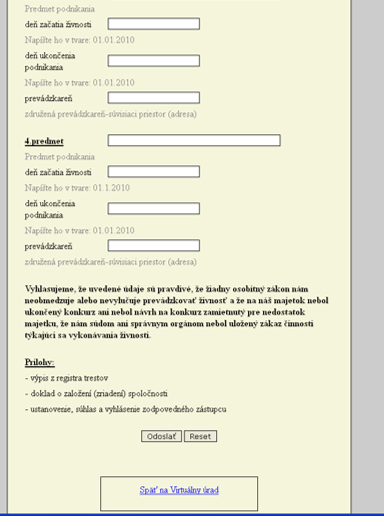 Predmet podnikania
deň začatia živnosti
Napíšte ho v tvare: 01.01.2010
deň ukončenia
podnikania
Napíšte ho v tvare: 01.01.2010
prevádzkareň
združená prevádzkareň-súvisiaci priestor (adresa)
4.predmet
Predmet podnikania
deň začatia živnosti
Napíšte ho v tvare: 01.1.2010
deň ukončenia
podnikania
Napíšte ho v tvare: 01.01.2010
prevádzkareň
združená prevádzkareň-súvisiaci priestor (adresa)
Vyhlasujeme, že uvedené údaje sú pravdivé, že žiadny osobitný zákon nám
neobmedzuje alebo nevylučuje prevádzkovať živnosť a že na náš majetok nebol
ukončený konkurz ani nebol návrh na konkurz zamietnutý pre nedostatok
majetku, že nám súdom ani správnym orgánom nebol uložený zákaz činnosti
týkajúci sa vykonávania živnosti.
Prílohy:
- výpis z registra trestov
- doklad o založení (zriadení) spoločnosti
- ustanovenie, súhlas a vyhlásenie zodpovedného zástupcu
Odoslať Reset
Späť na Virtuálny úrad